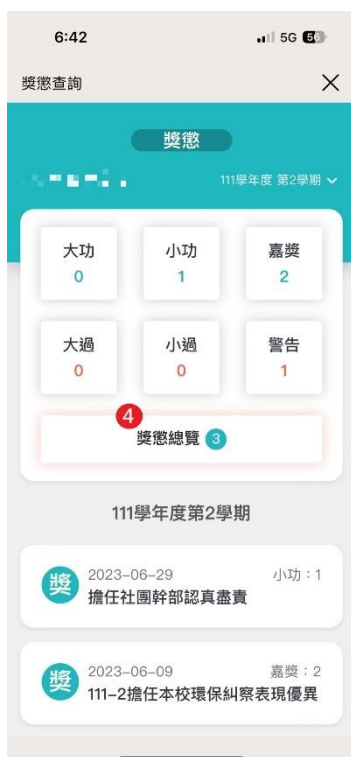 6:42
5G 5G
獎懲查詢
獎懲
111學年度 第2學期
大功 小功 嘉獎
0 1 2
大過 小過 警告
0 0 1
4
獎懲總覽 3
111學年度第2學期
獎 2023-06-29 小功：1
擔任社團幹部認真盡責
獎 2023-06-09 嘉獎：2
111-2擔任本校環保糾察表現優異